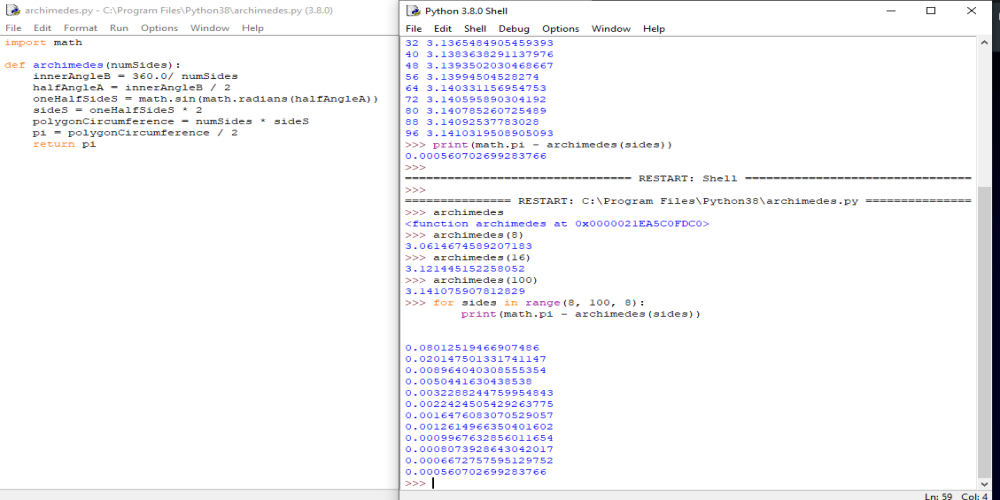 archimedes.py - C:\Program Files\Python38\archimedes.py (3.8.0)
File Edit Format Run Options Window Help
import math
def archimedes(numSides):
    innerAngleB = 360.0/ numSides
    halfAngleA = innerAngleB / 2
    oneHalfSideS = math.sin(math.radians(halfAngleA))
    sideS = oneHalfSideS * 2
    polygonCircumference = numSides * sideS
    pi = polygonCircumference / 2
    return pi
Python 3.8.0 Shell
File Edit Shell Debug Options Window Help
32 3.1365484905459393
40 3.1383638291137976
48 3.1393502030468667
56 3.13994504528274
64 3.140331156954753
72 3.140595890304192
80 3.140785260725489
88 3.14092537783028
96 3.1410319508905093
>>> print(math.pi - archimedes(sides))
0.000560702699283766
>>>
=============================== RESTART: Shell ==================================
>>>
=============== RESTART: C:\Program Files\Python38\archimedes.py ===============
>>> archimedes
<function archimedes at 0x0000021EA5C0FDC0>
>>> archimedes(8)
3.0614674589207183
>>> archimedes(16)
3.121445152258052
>>> archimedes(100)
3.141075907812829
>>> for sides in range(8, 100, 8):
        print(math.pi - archimedes(sides))
0.08012519466907486
0.020147501331741147
0.008964040308555354
0.00504416304​38538
0.003228824475995​4843
0.0022424505429263775
0.0016476083070529057
0.0012614966350401602
0.0009967632856011654
0.0008073928643042017
0.0006672757595129752
0.000560702699283766
>>>
Ln: 59 Col: 4